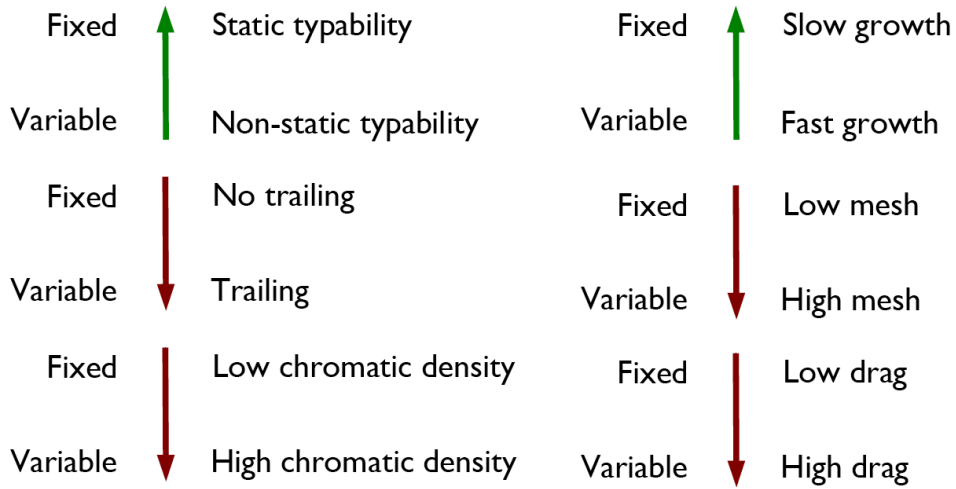 Fixed Static typability
Variable Non-static typability
Fixed No trailing
Variable Trailing
Fixed Low chromatic density
Variable High chromatic density
Fixed Slow growth
Variable Fast growth
Fixed Low mesh
Variable High mesh
Fixed Low drag
Variable High drag